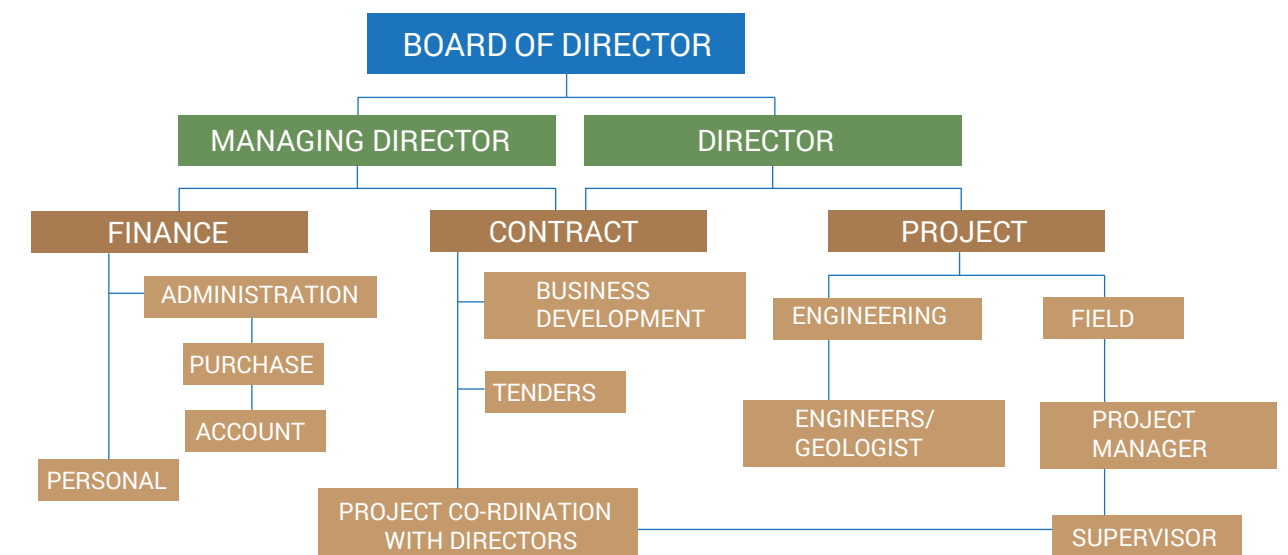 BOARD OF DIRECTOR
MANAGING DIRECTOR
DIRECTOR
FINANCE
CONTRACT
PROJECT
ADMINISTRATION
BUSINESS
DEVELOPMENT
ENGINEERING
FIELD
PURCHASE
TENDERS
ACCOUNT
ENGINEERS/
GEOLOGIST
PROJECT
MANAGER
PERSONAL
PROJECT CO-RDINATION
WITH DIRECTORS
SUPERVISOR